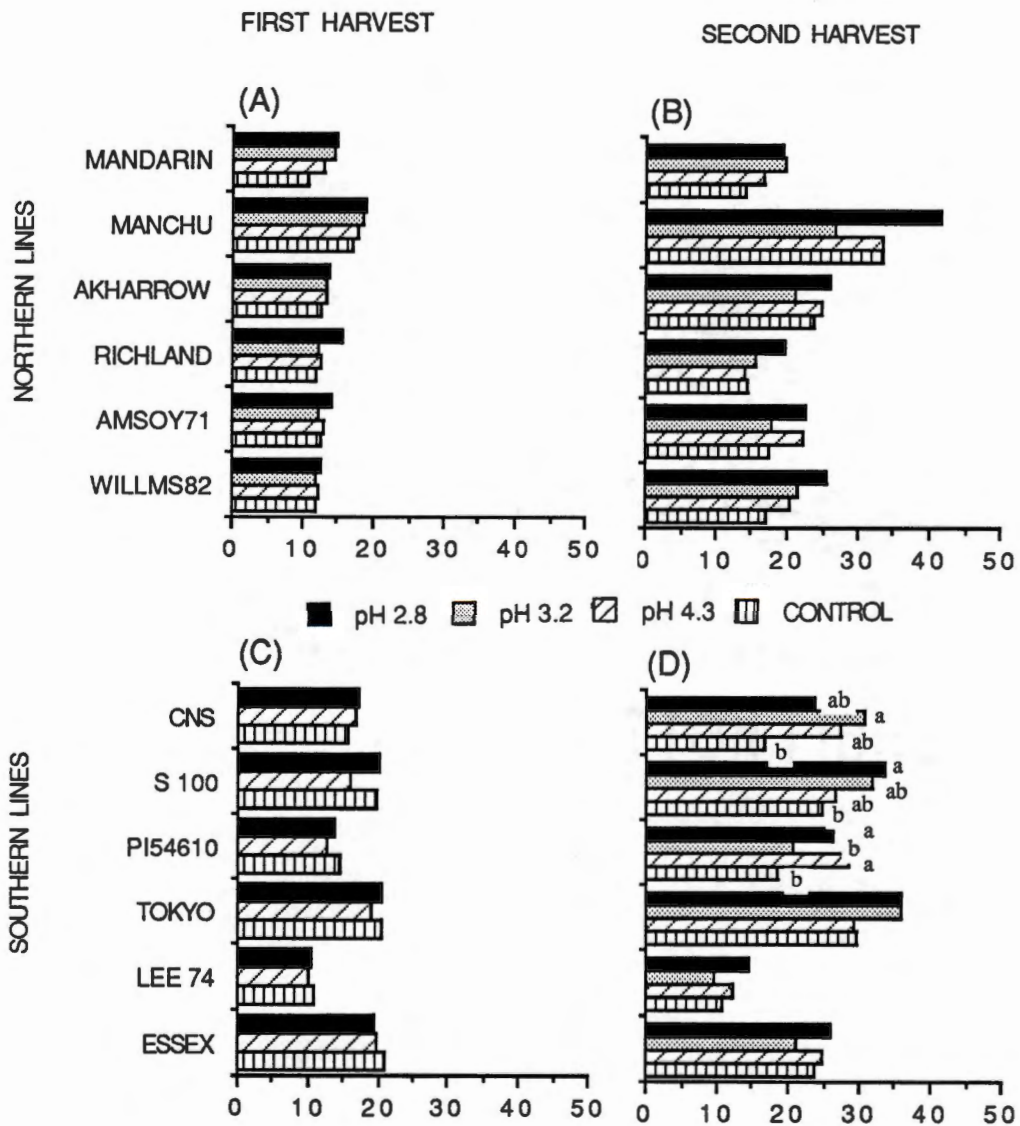 FIRST HARVEST
SECOND HARVEST
(A)
(B)
NORTHERN LINES
MANDARIN
MANCHU
AKHARROW
RICHLAND
AMSOY71
WILLMS82
0 10 20 30 40 50
0 10 20 30 40 50
pH 2.8 pH 3.2 pH 4.3 CONTROL
(C)
(D)
SOUTHERN LINES
CNS
S 100
PI54610
TOKYO
LEE 74
ESSEX
ab
a
ab
b
a
ab
ab
b
a
b
a
b
0 10 20 30 40 50
0 10 20 30 40 50